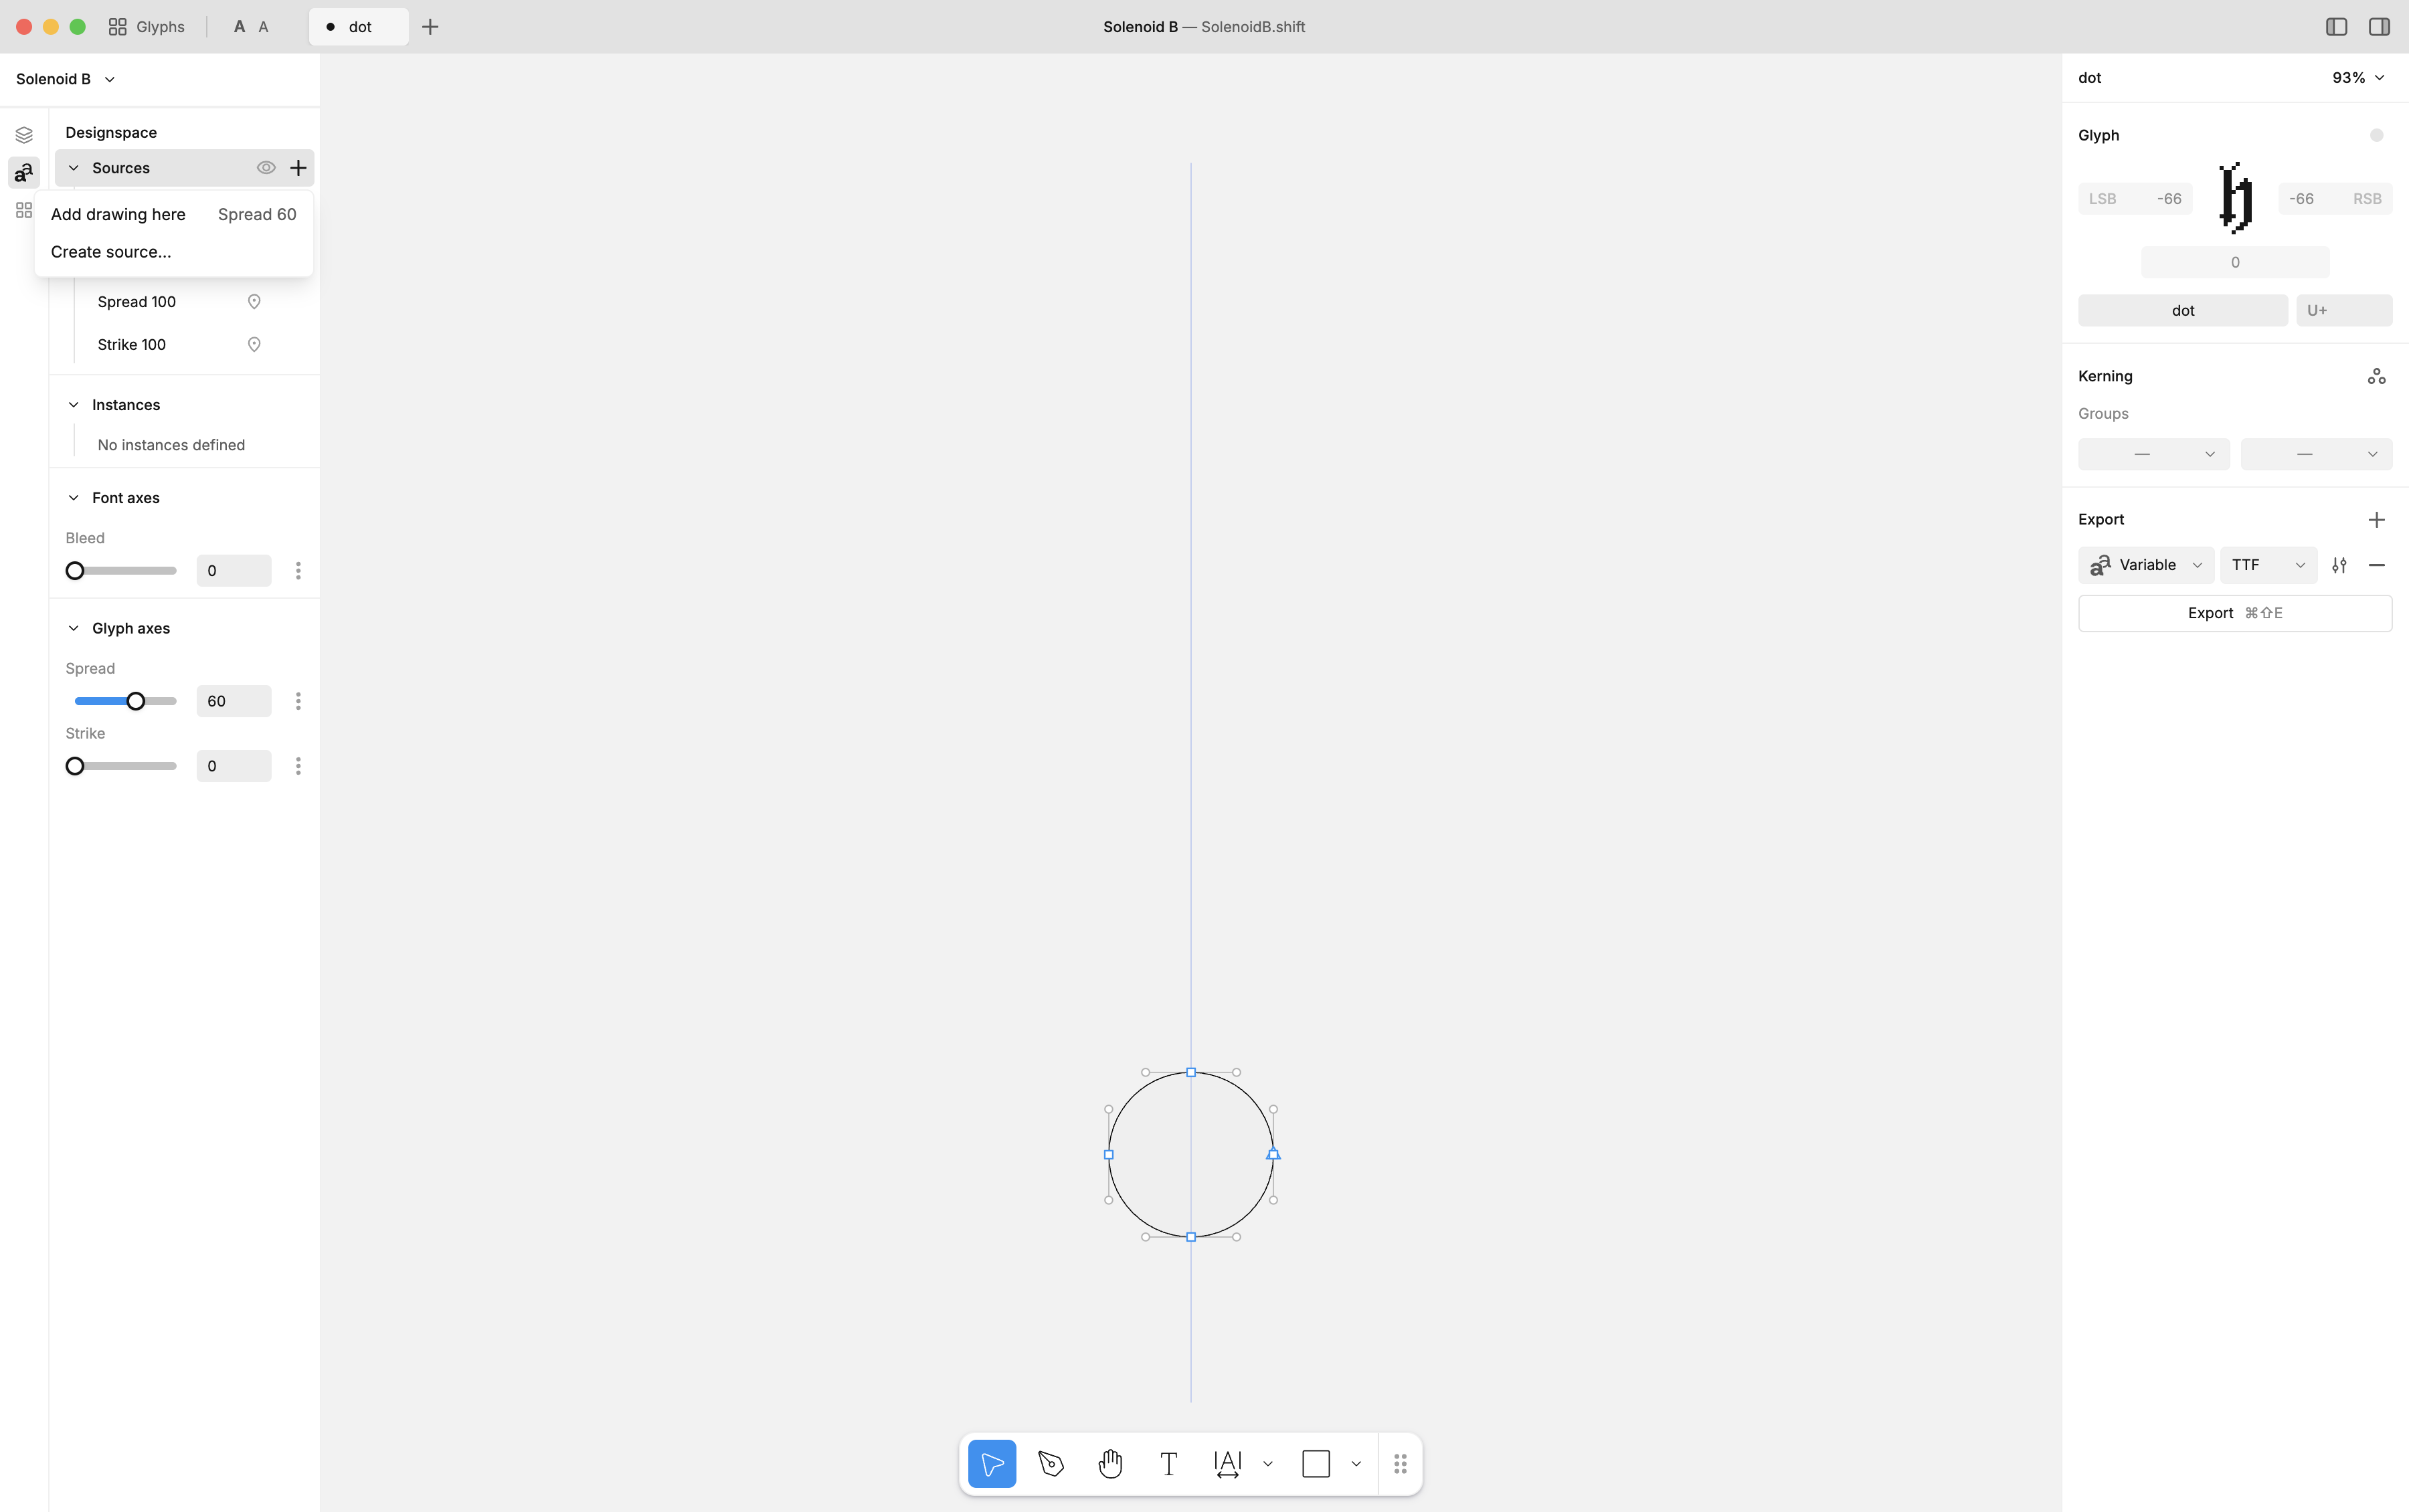 Glyphs A A dot Solenoid B — SolenoidB.shift
Solenoid B
Designspace
Sources
Add drawing here Spread 60
Create source...
Spread 100
Strike 100
Instances
No instances defined
Font axes
Bleed
0
Glyph axes
Spread
60
Strike
0
T A
dot 93%
Glyph
LSB -66 -66 RSB
0
dot U+
Kerning
Groups
— —
Export
Variable TTF
Export ⌘⇧E